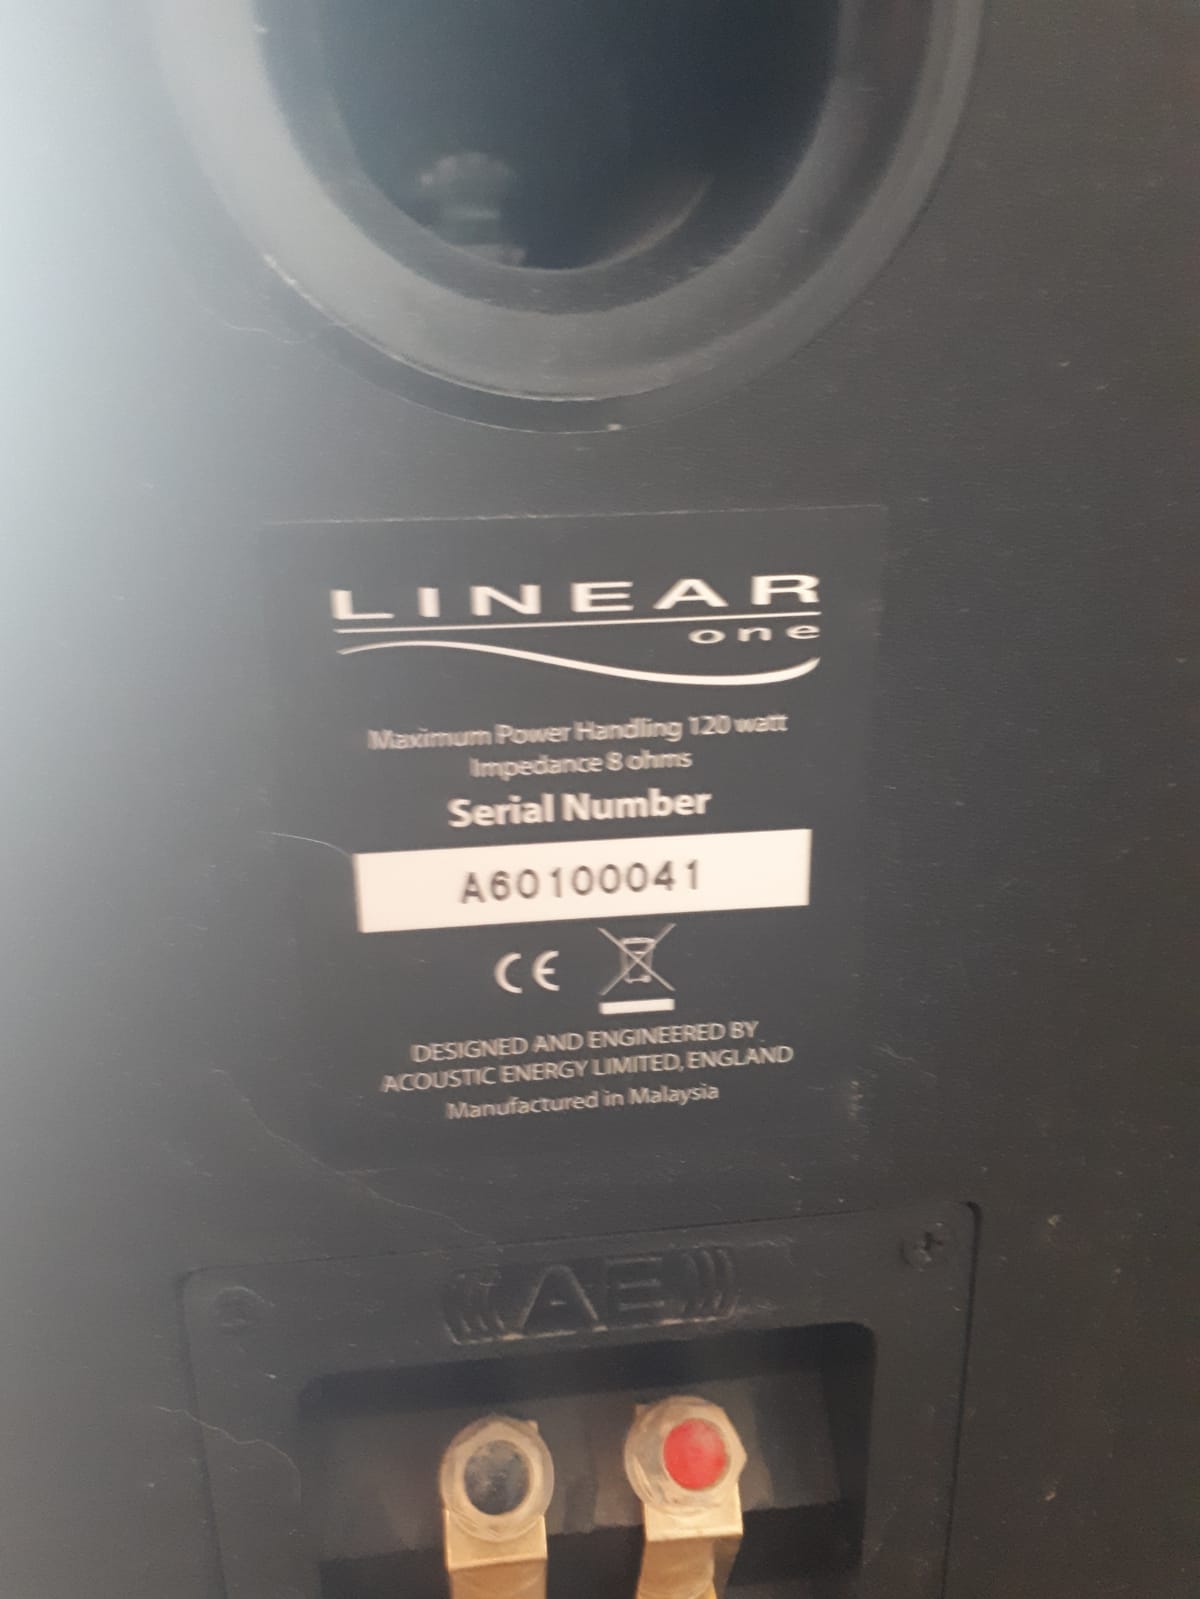 LINEAR
one
Maximum Power Handling 120 watt
Impedance 8 ohms
Serial Number
A60100041
CE
DESIGNED AND ENGINEERED BY
ACOUSTIC ENERGY LIMITED, ENGLAND
Manufactured in Malaysia
AE